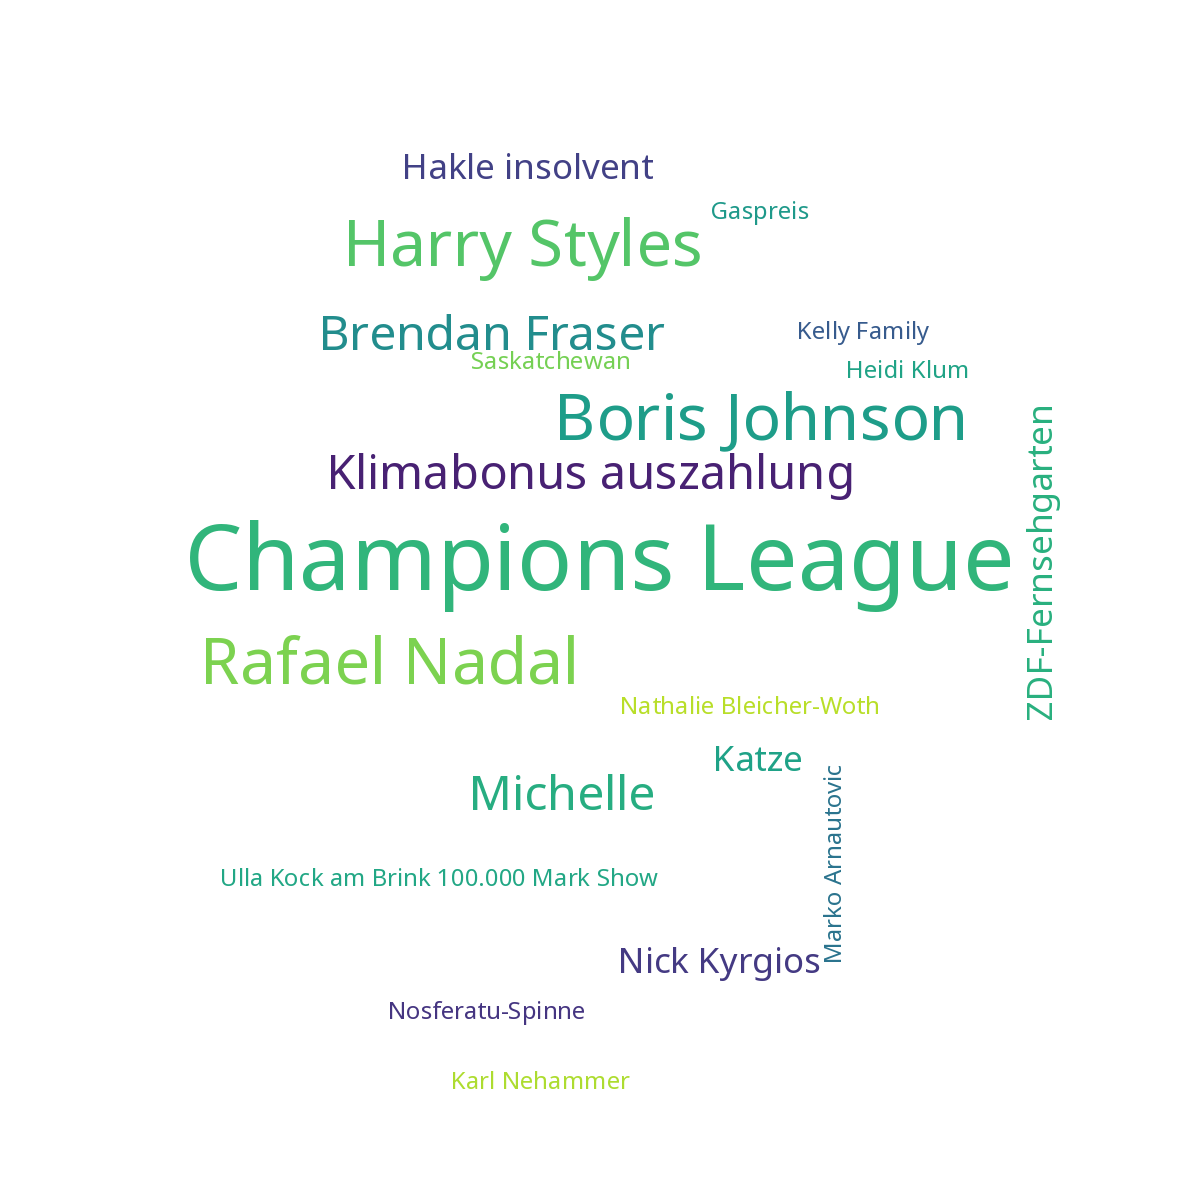 Hakle insolvent
Gaspreis
Harry Styles
Brendan Fraser
Kelly Family
Saskatchewan
Heidi Klum
Boris Johnson
Klimabonus auszahlung
Champions League
ZDF-Fernsehgarten
Rafael Nadal
Nathalie Bleicher-Woth
Katze
Michelle
Marko Arnautovic
Ulla Kock am Brink 100.000 Mark Show
Nick Kyrgios
Nosferatu-Spinne
Karl Nehammer